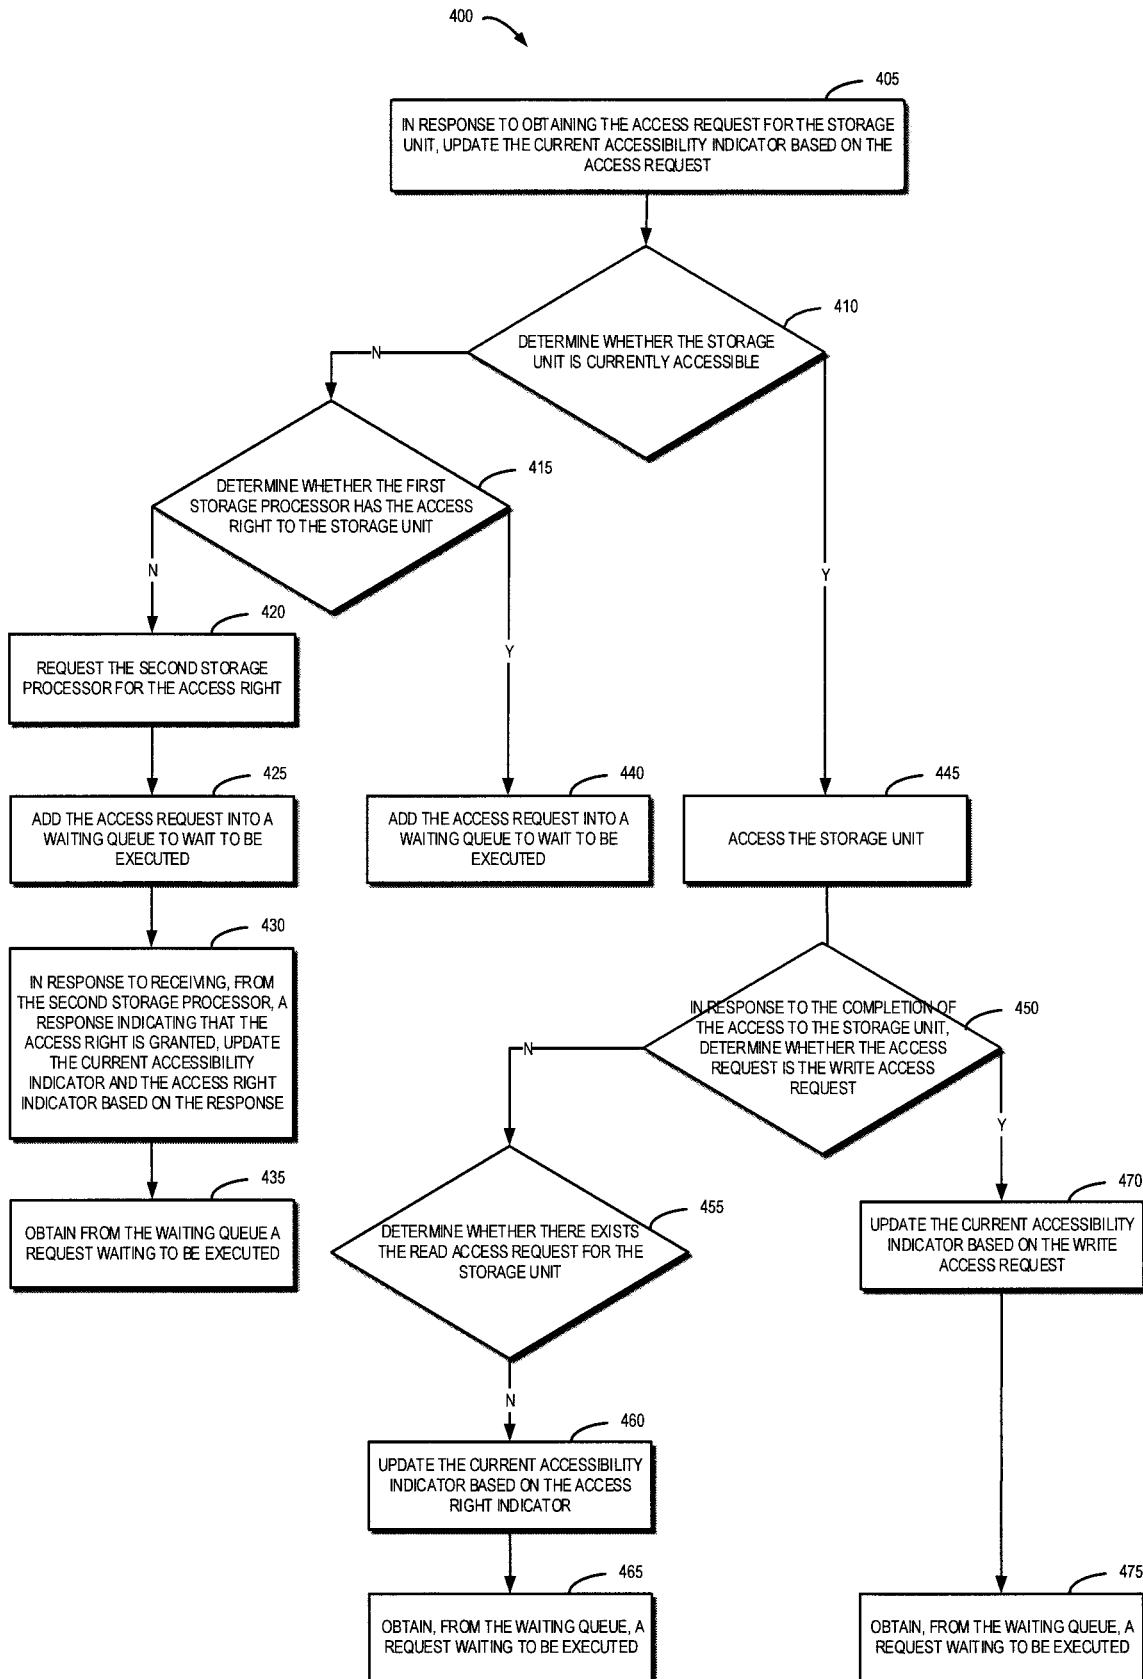 400
405
IN RESPONSE TO OBTAINING THE ACCESS REQUEST FOR THE STORAGE
UNIT, UPDATE THE CURRENT ACCESSIBILITY INDICATOR BASED ON THE
ACCESS REQUEST
410
DETERMINE WHETHER THE STORAGE
UNIT IS CURRENTLY ACCESSIBLE
N
Y
415
DETERMINE WHETHER THE FIRST
STORAGE PROCESSOR HAS THE ACCESS
RIGHT TO THE STORAGE UNIT
N
Y
420
REQUEST THE SECOND STORAGE
PROCESSOR FOR THE ACCESS RIGHT
425
ADD THE ACCESS REQUEST INTO A
WAITING QUEUE TO WAIT TO BE
EXECUTED
440
ADD THE ACCESS REQUEST INTO A
WAITING QUEUE TO WAIT TO BE
EXECUTED
445
ACCESS THE STORAGE UNIT
430
IN RESPONSE TO RECEIVING, FROM
THE SECOND STORAGE PROCESSOR, A
RESPONSE INDICATING THAT THE
ACCESS RIGHT IS GRANTED, UPDATE
THE CURRENT ACCESSIBILITY
INDICATOR AND THE ACCESS RIGHT
INDICATOR BASED ON THE RESPONSE
450
IN RESPONSE TO THE COMPLETION OF
THE ACCESS TO THE STORAGE UNIT,
DETERMINE WHETHER THE ACCESS
REQUEST IS THE WRITE ACCESS
REQUEST
N
Y
435
OBTAIN FROM THE WAITING QUEUE A
REQUEST WAITING TO BE EXECUTED
455
DETERMINE WHETHER THERE EXISTS
THE READ ACCESS REQUEST FOR THE
STORAGE UNIT
N
470
UPDATE THE CURRENT ACCESSIBILITY
INDICATOR BASED ON THE WRITE
ACCESS REQUEST
460
UPDATE THE CURRENT ACCESSIBILITY
INDICATOR BASED ON THE ACCESS
RIGHT INDICATOR
465
OBTAIN, FROM THE WAITING QUEUE, A
REQUEST WAITING TO BE EXECUTED
475
OBTAIN, FROM THE WAITING QUEUE, A
REQUEST WAITING TO BE EXECUTED